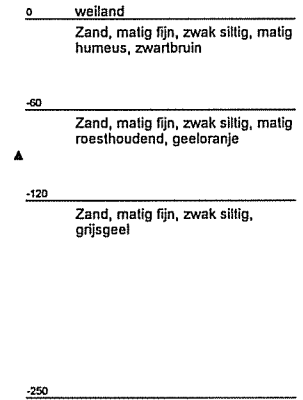 0 weiland
Zand, matig fijn, zwak siltig, matig
humeus, zwartbruin
-60
Zand, matig fijn, zwak siltig, matig
roesthoudend, geeloranje
-120
Zand, matig fijn, zwak siltig,
grijsgeel
-250